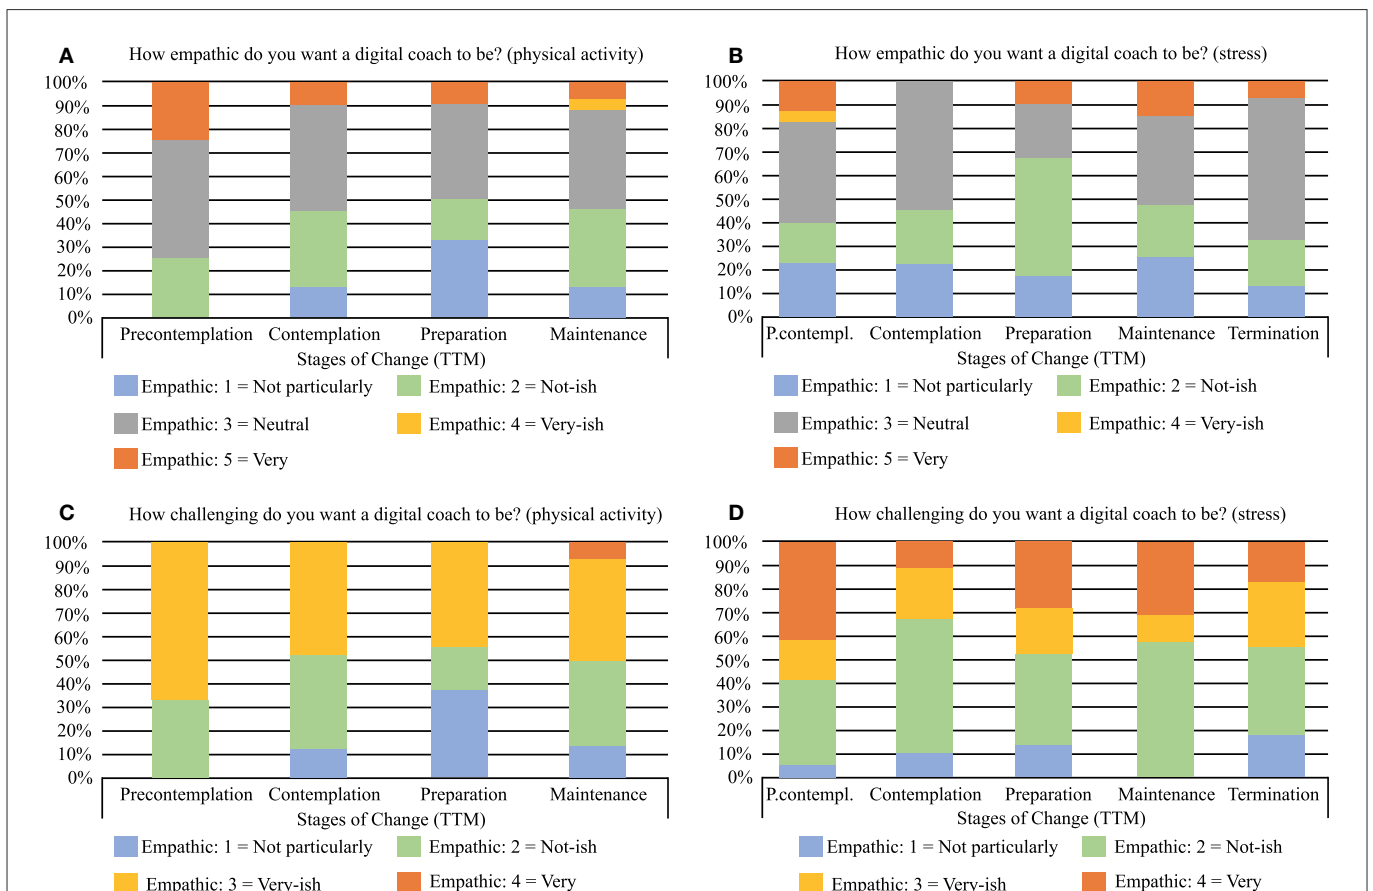 A How empathic do you want a digital coach to be? (physical activity)
100%
90%
80%
70%
60%
50%
40%
30%
20%
10%
0%
Precontemplation Contemplation Preparation Maintenance
Stages of Change (TTM)
Empathic: 1 = Not particularly Empathic: 2 = Not-ish
Empathic: 3 = Neutral Empathic: 4 = Very-ish
Empathic: 5 = Very
B How empathic do you want a digital coach to be? (stress)
100%
90%
80%
70%
60%
50%
40%
30%
20%
10%
0%
P.contempl. Contemplation Preparation Maintenance Termination
Stages of Change (TTM)
Empathic: 1 = Not particularly Empathic: 2 = Not-ish
Empathic: 3 = Neutral Empathic: 4 = Very-ish
Empathic: 5 = Very
C How challenging do you want a digital coach to be? (physical activity)
100%
90%
80%
70%
60%
50%
40%
30%
20%
10%
0%
Precontemplation Contemplation Preparation Maintenance
Stages of Change (TTM)
Empathic: 1 = Not particularly Empathic: 2 = Not-ish
Empathic: 3 = Very-ish Empathic: 4 = Very
D How challenging do you want a digital coach to be? (stress)
100%
90%
80%
70%
60%
50%
40%
30%
20%
10%
0%
P.contempl. Contemplation Preparation Maintenance Termination
Stages of Change (TTM)
Empathic: 1 = Not particularly Empathic: 2 = Not-ish
Empathic: 3 = Very-ish Empathic: 4 = Very